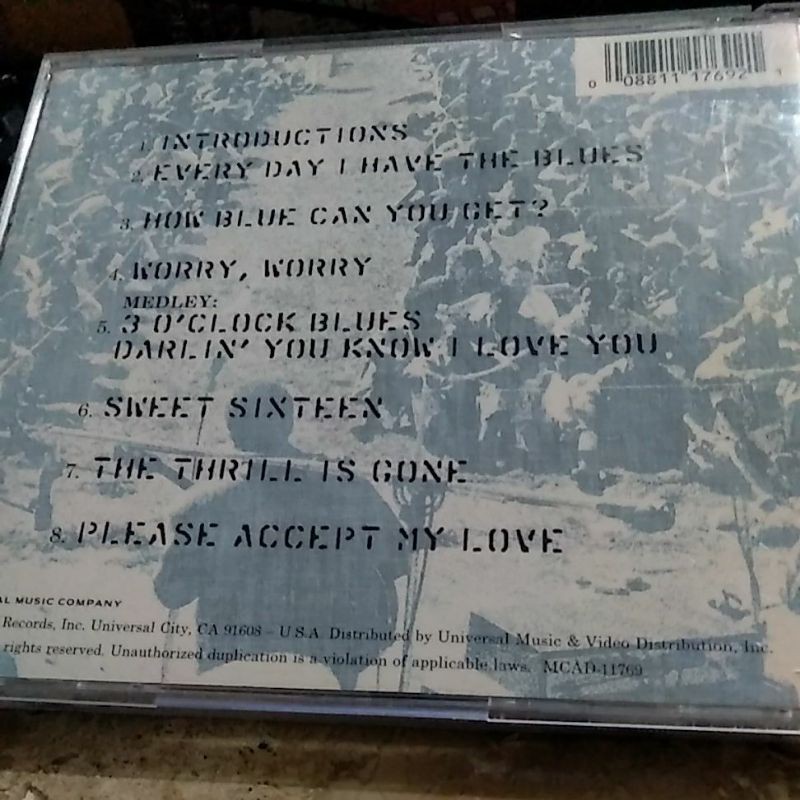 0 08811 17692 1
1. INTRODUCTIONS
2. EVERY DAY I HAVE THE BLUES
3. HOW BLUE CAN YOU GET?
4. WORRY, WORRY
MEDLEY:
5. 3 O'CLOCK BLUES
DARLIN' YOU KNOW I LOVE YOU
6. SWEET SIXTEEN
7. THE THRILL IS GONE
8. PLEASE ACCEPT MY LOVE
AL MUSIC COMPANY
Records, Inc. Universal City, CA 91608 – U.S.A. Distributed by Universal Music & Video Distribution, Inc.
rights reserved. Unauthorized duplication is a violation of applicable laws. MCAD-11769